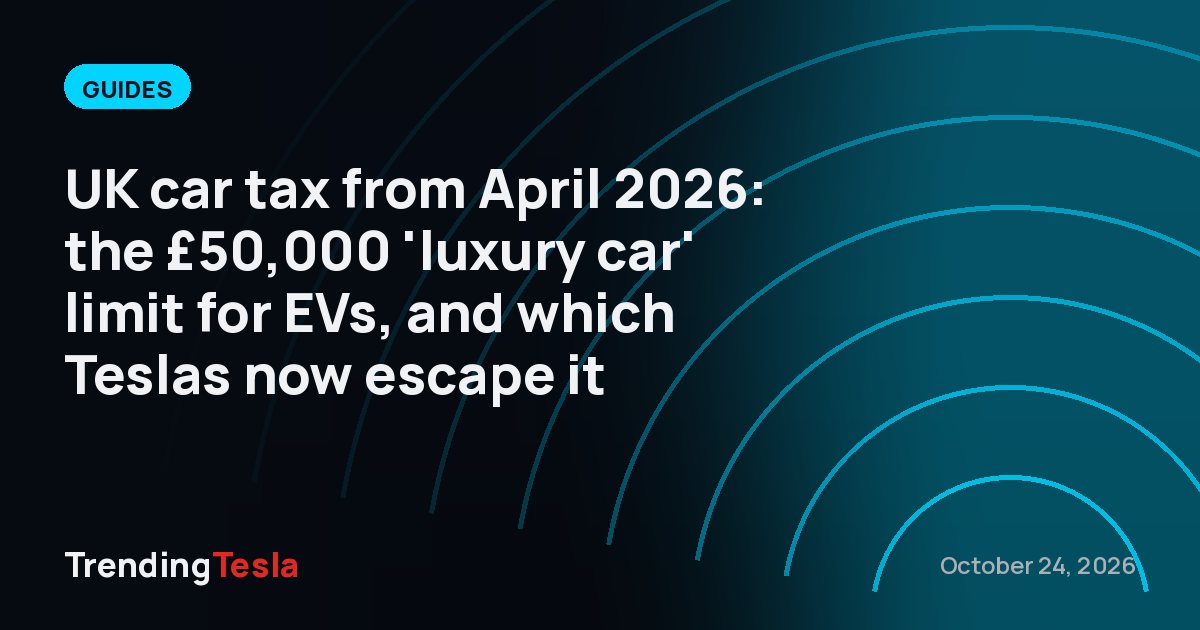 GUIDES
UK car tax from April 2026:
the £50,000 'luxury car'
limit for EVs, and which
Teslas now escape it
TrendingTesla
October 24, 2026